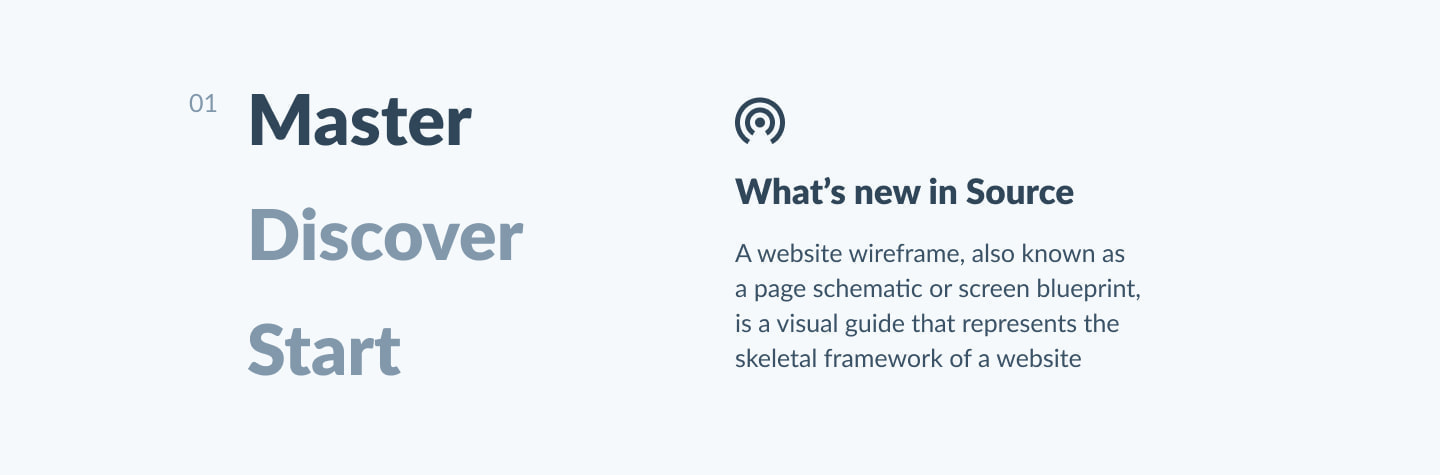 01
Master
Discover
Start
What’s new in Source
A website wireframe, also known as
a page schematic or screen blueprint,
is a visual guide that represents the
skeletal framework of a website